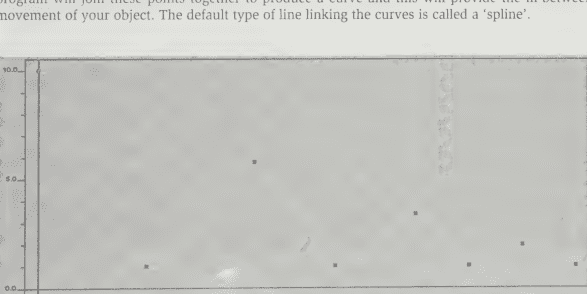 program will join these points together to produce a curve and this will provide the in-between
movement of your object. The default type of line linking the curves is called a ‘spline’.
10.0
5.0
0.0